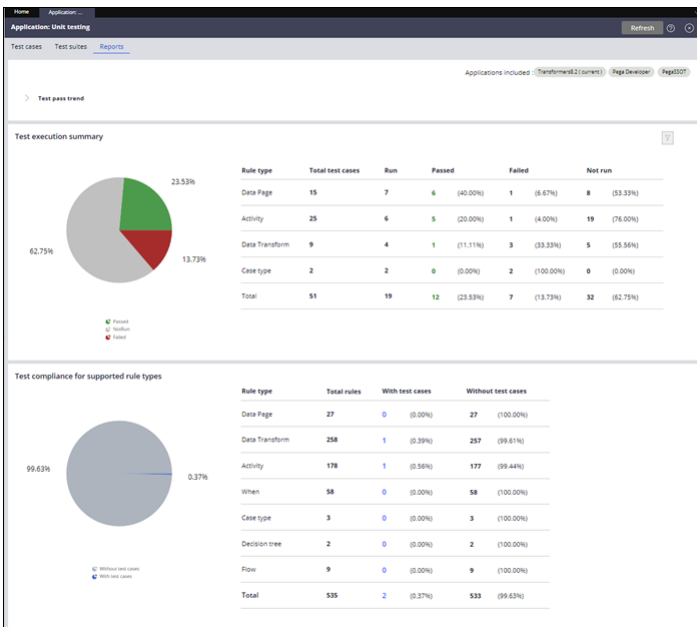 Home Application: ...
Application: Unit testing Refresh
Test cases Test suites Reports
Applications included : Transformers8.2 ( current ) Pega Developer PegaSSOT
Test pass trend
Test execution summary
23.53%
62.75%
13.73%
Passed
NotRun
Failed
Rule type Total test cases Run Passed Failed Not run
Data Page 15 7 6 (40.00%) 1 (6.67%) 8 (53.33%)
Activity 25 6 5 (20.00%) 1 (4.00%) 19 (76.00%)
Data Transform 9 4 1 (11.11%) 3 (33.33%) 5 (55.56%)
Case type 2 2 0 (0.00%) 2 (100.00%) 0 (0.00%)
Total 51 19 12 (23.53%) 7 (13.73%) 32 (62.75%)
Test compliance for supported rule types
99.63%
0.37%
Without test cases
With test cases
Rule type Total rules With test cases Without test cases
Data Page 27 0 (0.00%) 27 (100.00%)
Data Transform 258 1 (0.39%) 257 (99.61%)
Activity 178 1 (0.56%) 177 (99.44%)
When 58 0 (0.00%) 58 (100.00%)
Case type 3 0 (0.00%) 3 (100.00%)
Decision tree 2 0 (0.00%) 2 (100.00%)
Flow 9 0 (0.00%) 9 (100.00%)
Total 535 2 (0.37%) 533 (99.63%)